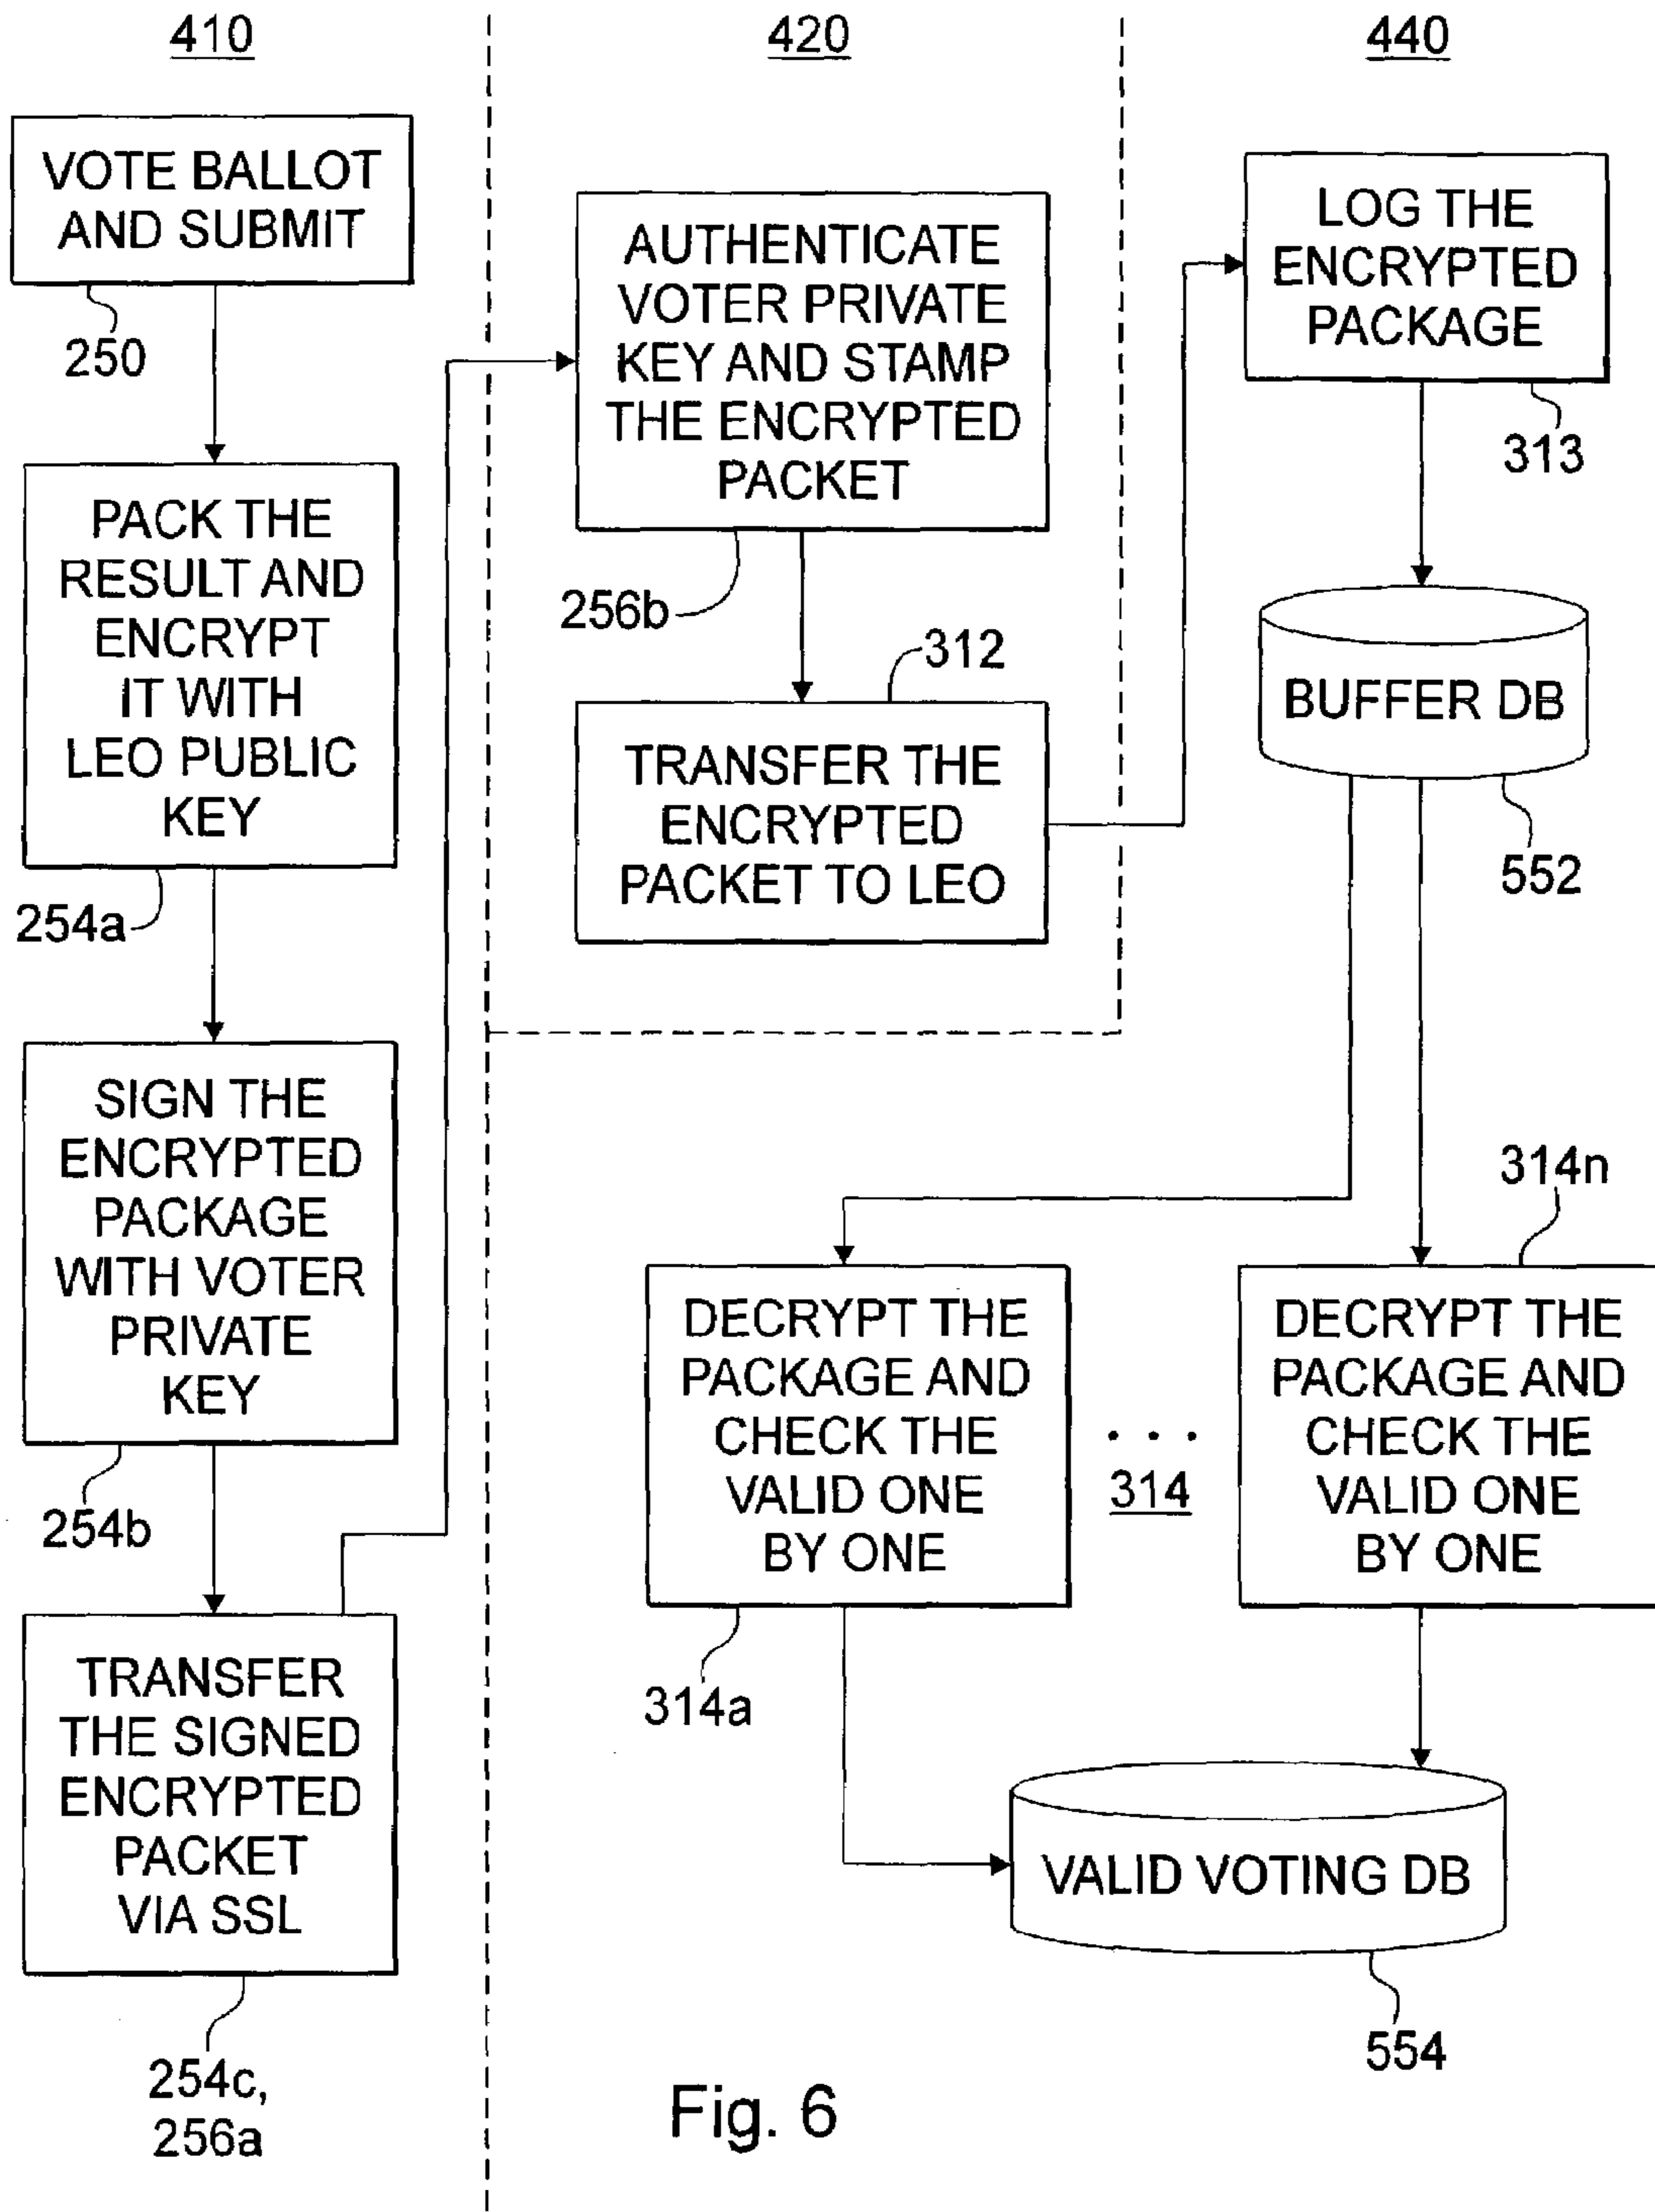 410
VOTE BALLOT
AND SUBMIT
250
PACK THE
RESULT AND
ENCRYPT
IT WITH
LEO PUBLIC
KEY
254a
SIGN THE
ENCRYPTED
PACKAGE
WITH VOTER
PRIVATE
KEY
254b
TRANSFER
THE SIGNED
ENCRYPTED
PACKET
VIA SSL
254c,
256a
420
AUTHENTICATE
VOTER PRIVATE
KEY AND STAMP
THE ENCRYPTED
PACKET
256b
312
TRANSFER THE
ENCRYPTED
PACKET TO LEO
440
LOG THE
ENCRYPTED
PACKAGE
313
BUFFER DB
552
DECRYPT THE
PACKAGE AND
CHECK THE
VALID ONE
BY ONE
314a
. . .
314
314n
DECRYPT THE
PACKAGE AND
CHECK THE
VALID ONE
BY ONE
VALID VOTING DB
554
Fig. 6